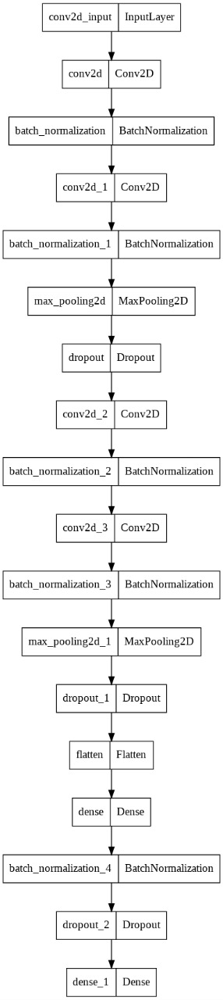 conv2d_input InputLayer
conv2d Conv2D
batch_normalization BatchNormalization
conv2d_1 Conv2D
batch_normalization_1 BatchNormalization
max_pooling2d MaxPooling2D
dropout Dropout
conv2d_2 Conv2D
batch_normalization_2 BatchNormalization
conv2d_3 Conv2D
batch_normalization_3 BatchNormalization
max_pooling2d_1 MaxPooling2D
dropout_1 Dropout
flatten Flatten
dense Dense
batch_normalization_4 BatchNormalization
dropout_2 Dropout
dense_1 Dense